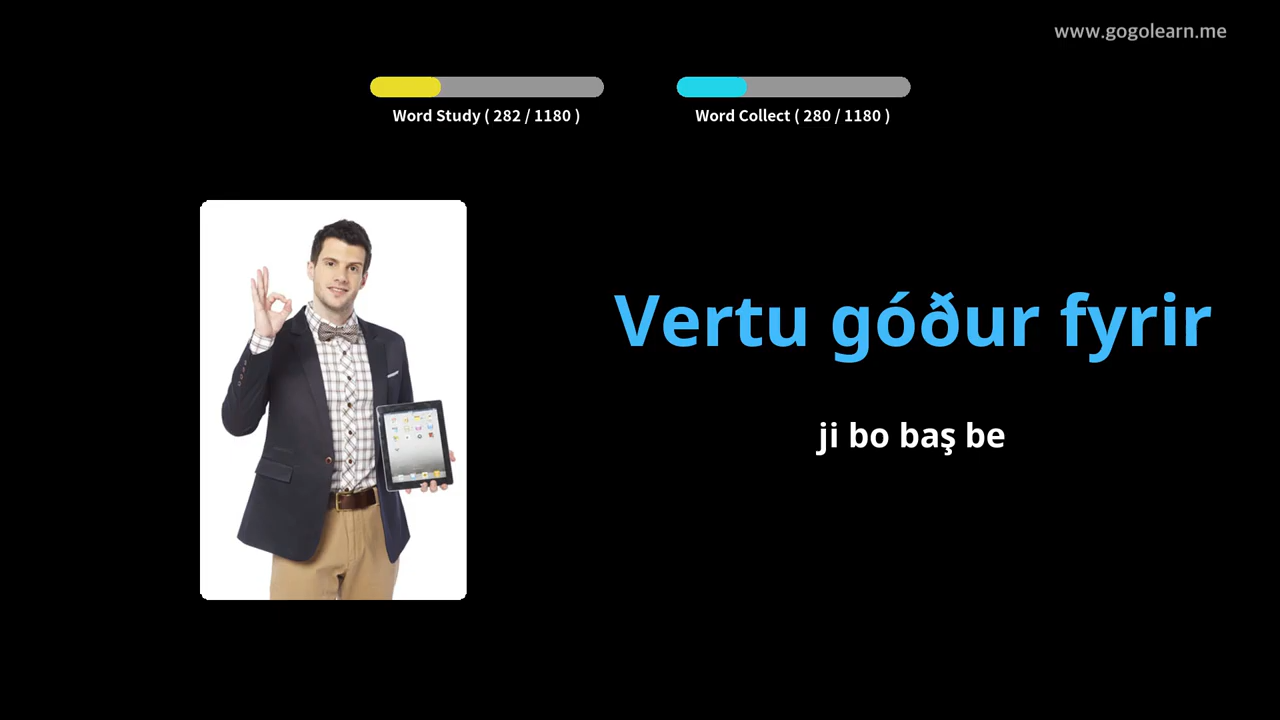 www.gogolearn.me
Word Study ( 282 / 1180 )
Word Collect ( 280 / 1180 )
Vertu góður fyrir
ji bo baş be